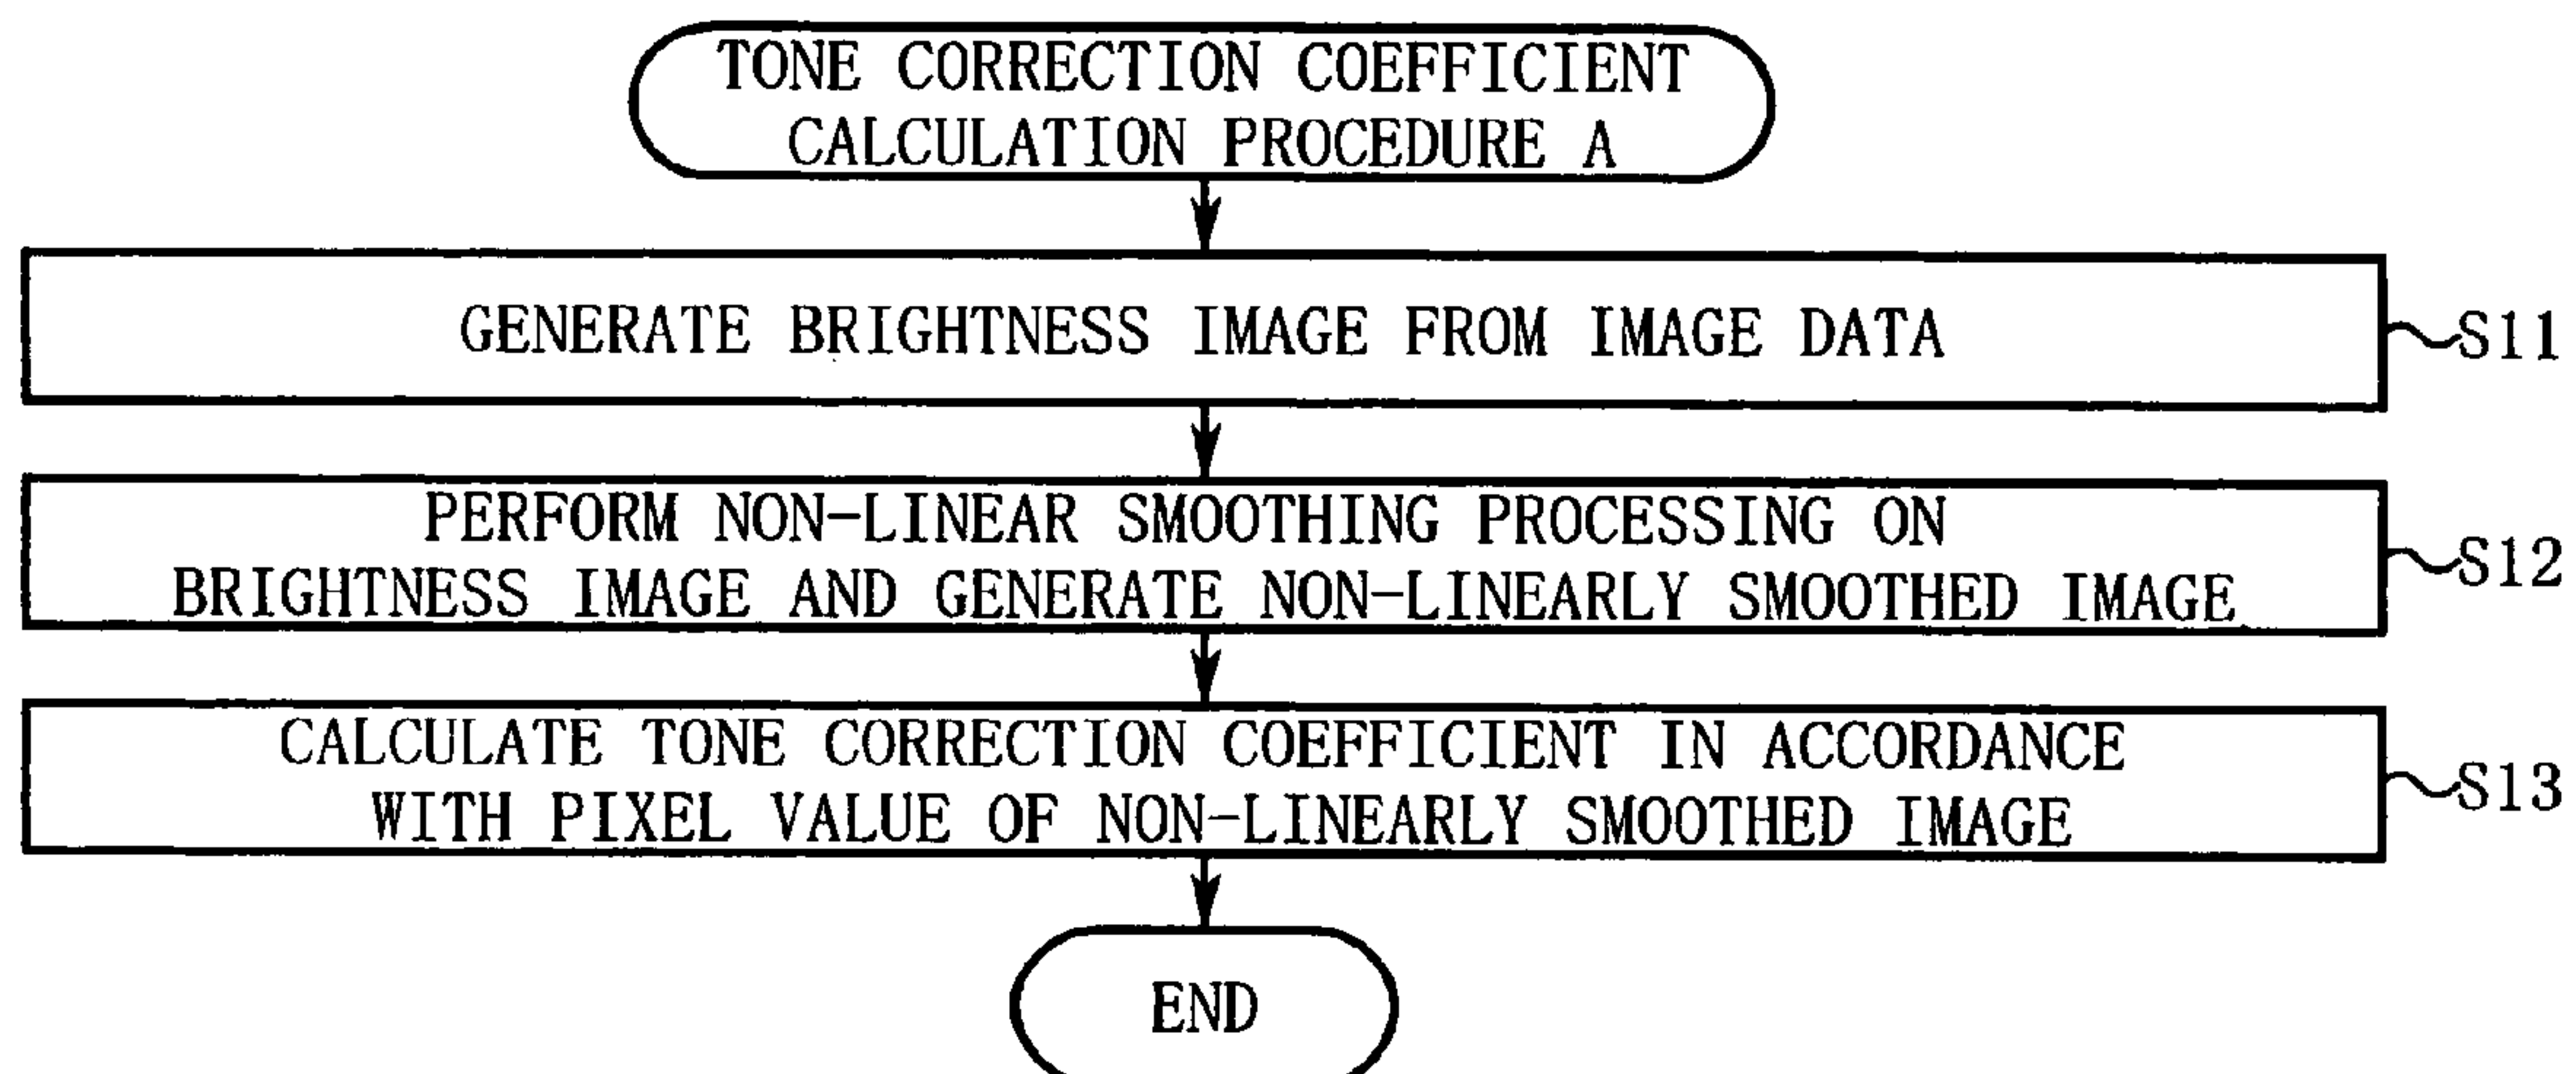 TONE CORRECTION COEFFICIENT
CALCULATION PROCEDURE A
GENERATE BRIGHTNESS IMAGE FROM IMAGE DATA
S11
PERFORM NON-LINEAR SMOOTHING PROCESSING ON
BRIGHTNESS IMAGE AND GENERATE NON-LINEARLY SMOOTHED IMAGE
S12
CALCULATE TONE CORRECTION COEFFICIENT IN ACCORDANCE
WITH PIXEL VALUE OF NON-LINEARLY SMOOTHED IMAGE
S13
END